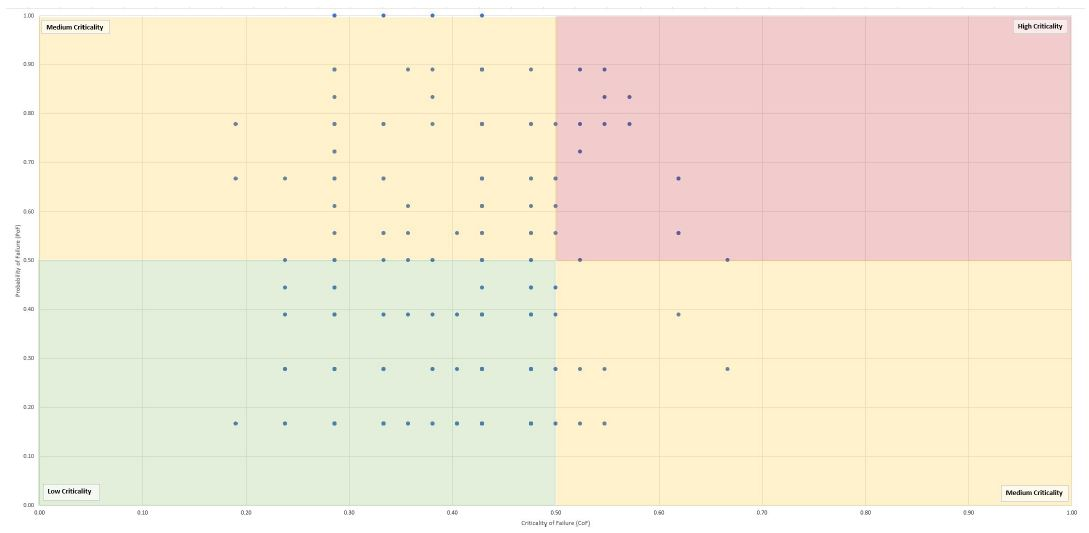 1.00
Medium Criticality
High Criticality
0.90
0.80
0.70
0.60
Probability of Failure (PoF)
0.50
0.40
0.30
0.20
0.10
Low Criticality
Medium Criticality
0.00
0.00 0.10 0.20 0.30 0.40 0.50 0.60 0.70 0.80 0.90 1.00
Criticality of Failure (CoF)